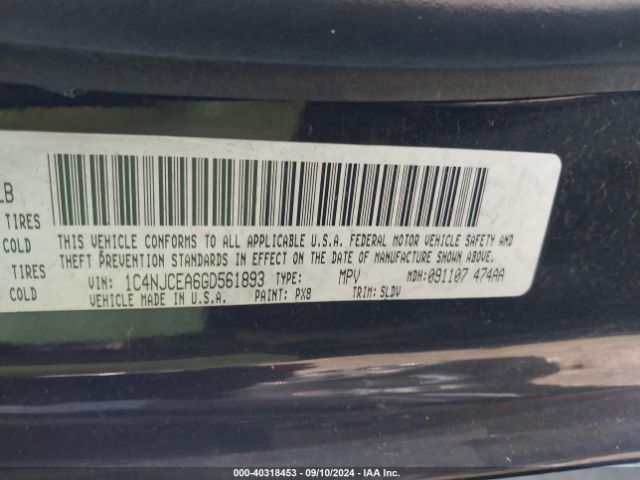 LB
TIRES
COLD
TIRES
COLD
THIS VEHICLE CONFORMS TO ALL APPLICABLE U.S.A. FEDERAL MOTOR VEHICLE SAFETY AND
THEFT PREVENTION STANDARDS IN EFFECT ON THE DATE OF MANUFACTURE SHOWN ABOVE.
VIN: 1C4NJCEA6GD561893 TYPE: MPV MDH:091107 474AA
VEHICLE MADE IN U.S.A. PAINT: PX8 TRIM: SLDV
000-40318453 - 09/10/2024 - IAA Inc.